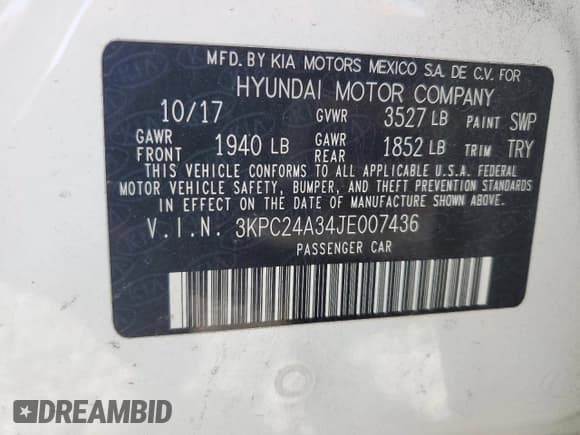 MFD. BY KIA MOTORS MEXICO S.A. DE C.V. FOR
HYUNDAI MOTOR COMPANY
10/17 GVWR 3527 LB PAINT SWP
GAWR FRONT 1940 LB GAWR REAR 1852 LB TRIM TRY
THIS VEHICLE CONFORMS TO ALL APPLICABLE U.S.A. FEDERAL
MOTOR VEHICLE SAFETY, BUMPER, AND THEFT PREVENTION STANDARDS
IN EFFECT ON THE DATE OF MANUFACTURE SHOWN ABOVE.
V.I.N. 3KPC24A34JE007436
PASSENGER CAR
DREAMBID